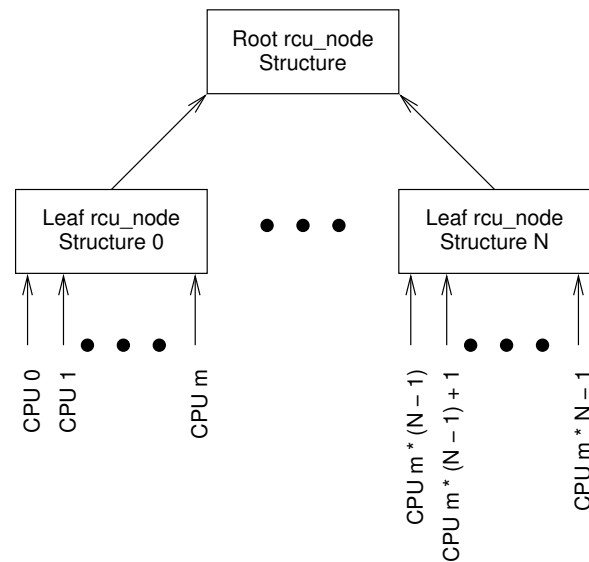 Root rcu_node
Structure
Leaf rcu_node
Structure 0
Leaf rcu_node
Structure N
CPU 0
CPU 1
CPU m
CPU m * (N − 1)
CPU m * (N − 1) + 1
CPU m * N − 1